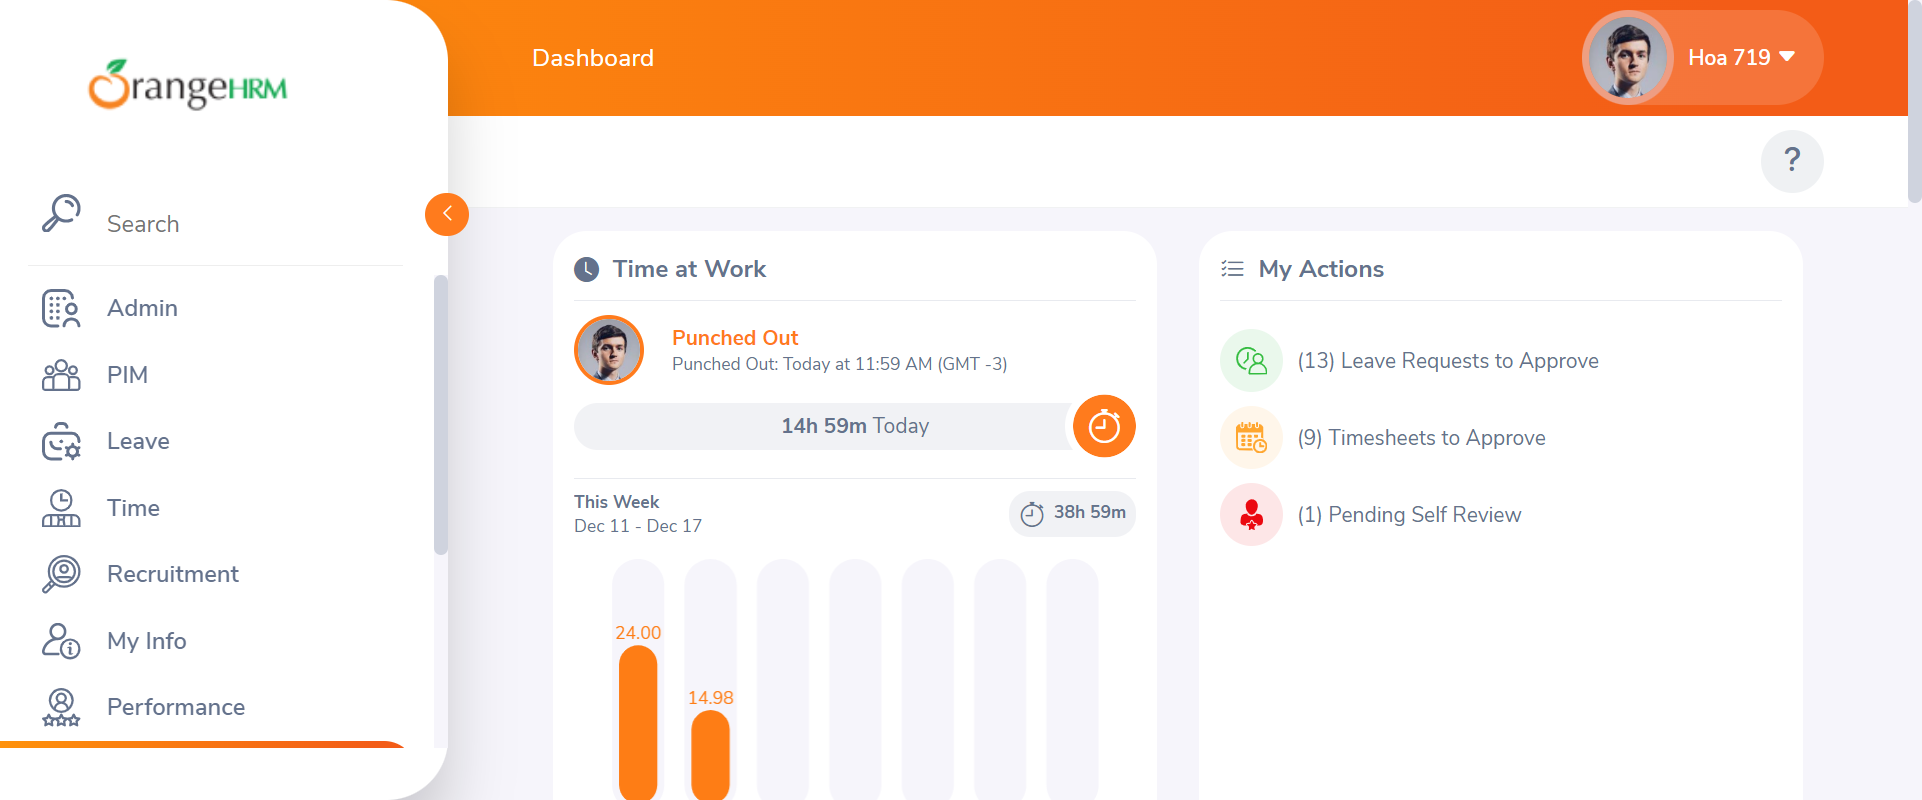 OrangeHRM
Dashboard
Hoa 719
?
Search
Admin
PIM
Leave
Time
Recruitment
My Info
Performance
Time at Work
Punched Out
Punched Out: Today at 11:59 AM (GMT -3)
14h 59m Today
This Week
Dec 11 - Dec 17
38h 59m
24.00
14.98
My Actions
(13) Leave Requests to Approve
(9) Timesheets to Approve
(1) Pending Self Review